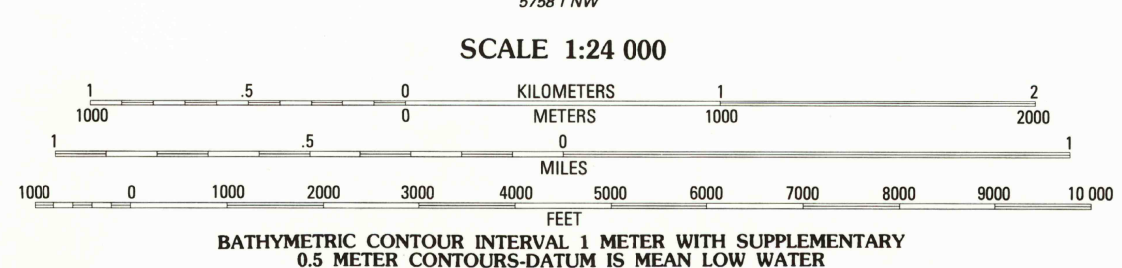 5758 I NW
SCALE 1:24 000
1 .5 0 KILOMETERS 1 2
1000 0 METERS 1000 2000
1 .5 0 1
MILES
1000 0 1000 2000 3000 4000 5000 6000 7000 8000 9000 10 000
FEET
BATHYMETRIC CONTOUR INTERVAL 1 METER WITH SUPPLEMENTARY
0.5 METER CONTOURS-DATUM IS MEAN LOW WATER